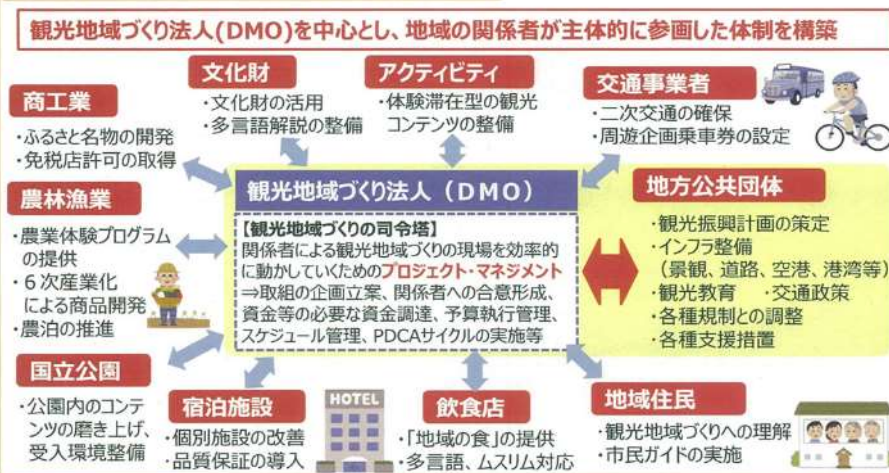 観光地域づくり法人(DMO)を中心とし、地域の関係者が主体的に参画した体制を構築
商工業
・ふるさと名物の開発
・免税店許可の取得
文化財
・文化財の活用
・多言語解説の整備
アクティビティ
・体験滞在型の観光
コンテンツの整備
交通事業者
・二次交通の確保
・周遊企画乗車券の設定
農林漁業
・農業体験プログラム
の提供
・6次産業化
による商品開発
・農泊の推進
観光地域づくり法人(DMO)
【観光地域づくりの司令塔】
関係者による観光地域づくりの現場を効率的
に動かしていくためのプロジェクト・マネジメント
⇒取組の企画立案、関係者への合意形成、
資金等の必要な資金調達、予算執行管理、
スケジュール管理、PDCAサイクルの実施等
地方公共団体
・観光振興計画の策定
・インフラ整備
(景観、道路、空港、港湾等)
・観光教育 ・交通政策
・各種規制との調整
・各種支援措置
国立公園
・公園内のコンテ
ンツの磨き上げ、
受入環境整備
宿泊施設
・個別施設の改善
・品質保証の導入
HOTEL
飲食店
・「地域の食」の提供
・多言語、ムスリム対応
地域住民
・観光地域づくりへの理解
・市民ガイドの実施